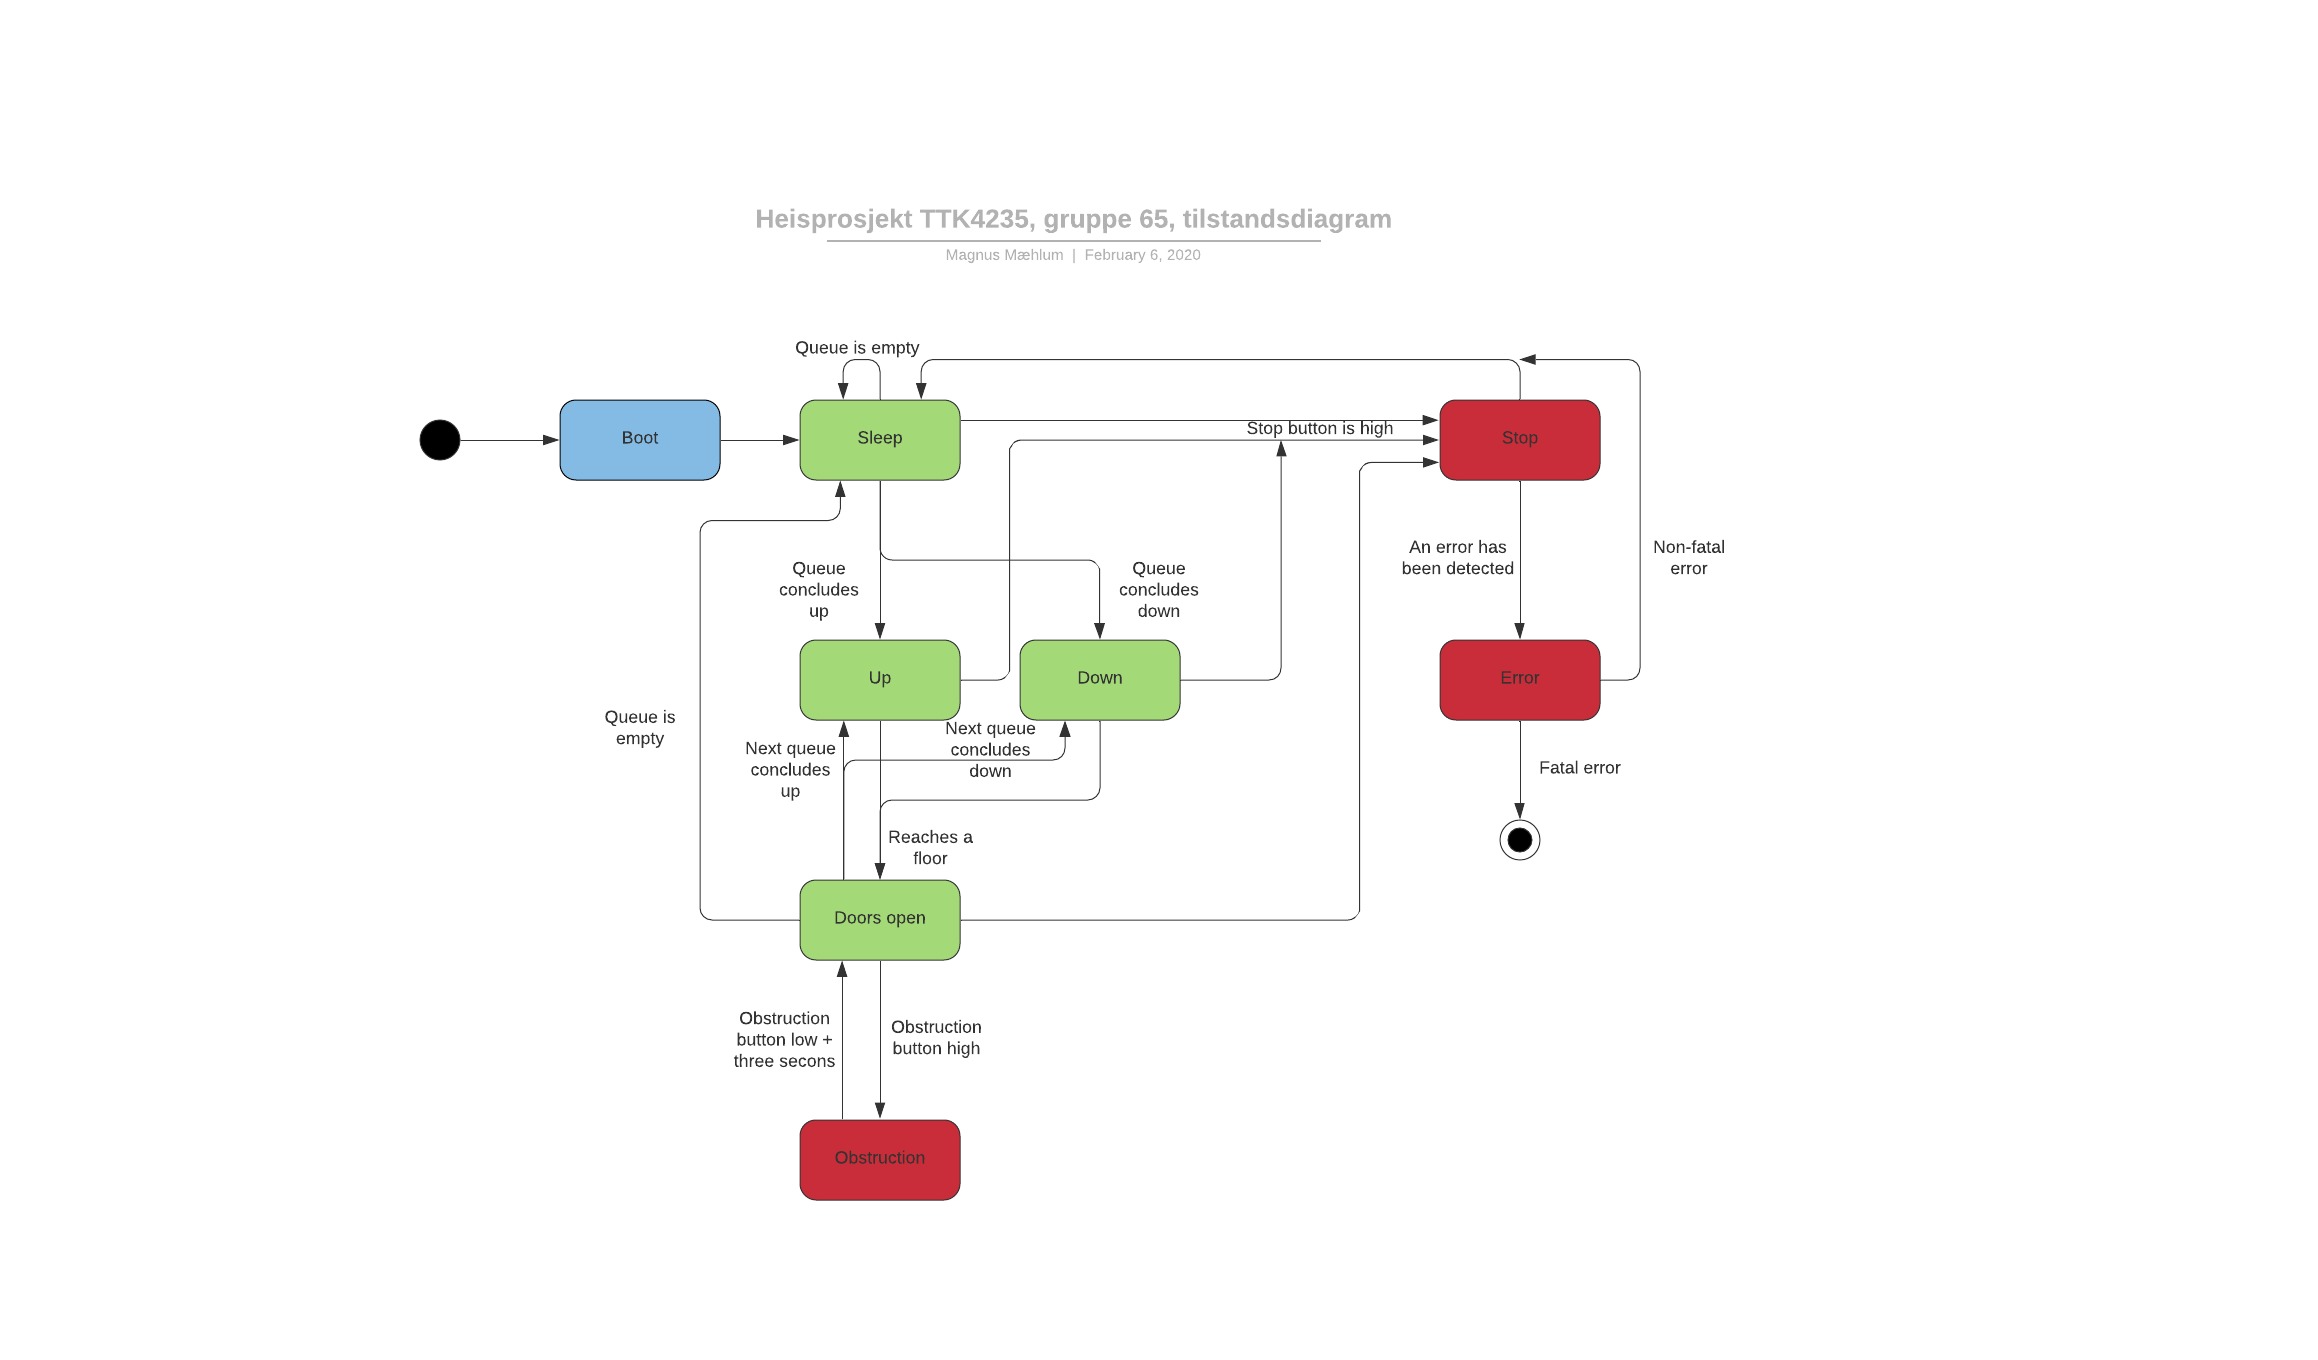 Heisprosjekt TTK4235, gruppe 65, tilstandsdiagram
Magnus Mæhlum | February 6, 2020
Queue is empty
Boot
Sleep
Stop button is high
Stop
Queue
concludes
up
Queue
concludes
down
An error has
been detected
Non-fatal
error
Up
Down
Error
Queue is
empty
Next queue
concludes
up
Next queue
concludes
down
Fatal error
Reaches a
floor
Doors open
Obstruction
button low +
three secons
Obstruction
button high
Obstruction